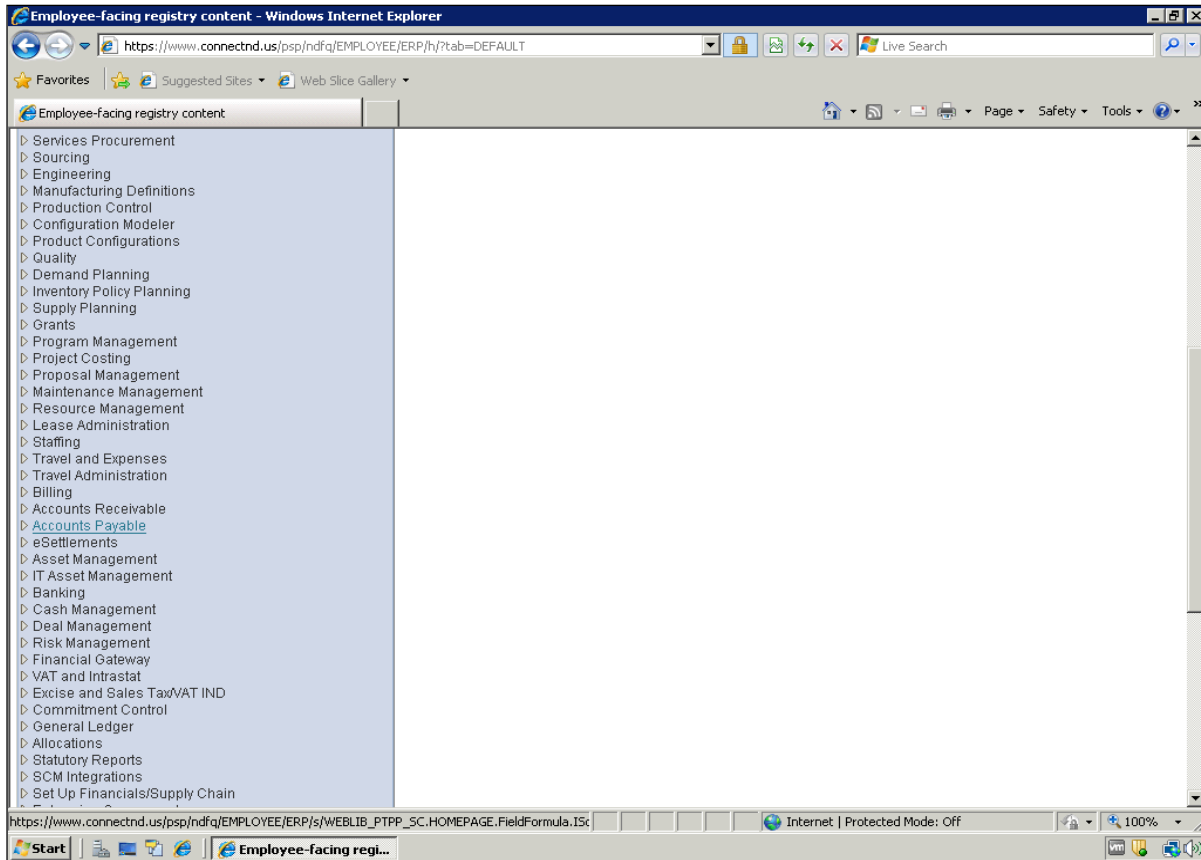 Employee-facing registry content - Windows Internet Explorer
https://www.connectnd.us/psp/ndfq/EMPLOYEE/ERP/h/?tab=DEFAULT
Live Search
Favorites Suggested Sites Web Slice Gallery
Employee-facing registry content
Page Safety Tools
Services Procurement
Sourcing
Engineering
Manufacturing Definitions
Production Control
Configuration Modeler
Product Configurations
Quality
Demand Planning
Inventory Policy Planning
Supply Planning
Grants
Program Management
Project Costing
Proposal Management
Maintenance Management
Resource Management
Lease Administration
Staffing
Travel and Expenses
Travel Administration
Billing
Accounts Receivable
Accounts Payable
eSettlements
Asset Management
IT Asset Management
Banking
Cash Management
Deal Management
Risk Management
Financial Gateway
VAT and Intrastat
Excise and Sales Tax/VAT IND
Commitment Control
General Ledger
Allocations
Statutory Reports
SCM Integrations
Set Up Financials/Supply Chain
https://www.connectnd.us/psp/ndfq/EMPLOYEE/ERP/s/WEBLIB_PTPP_SC.HOMEPAGE.FieldFormula.ISc
Internet | Protected Mode: Off
100%
Start
Employee-facing regi...